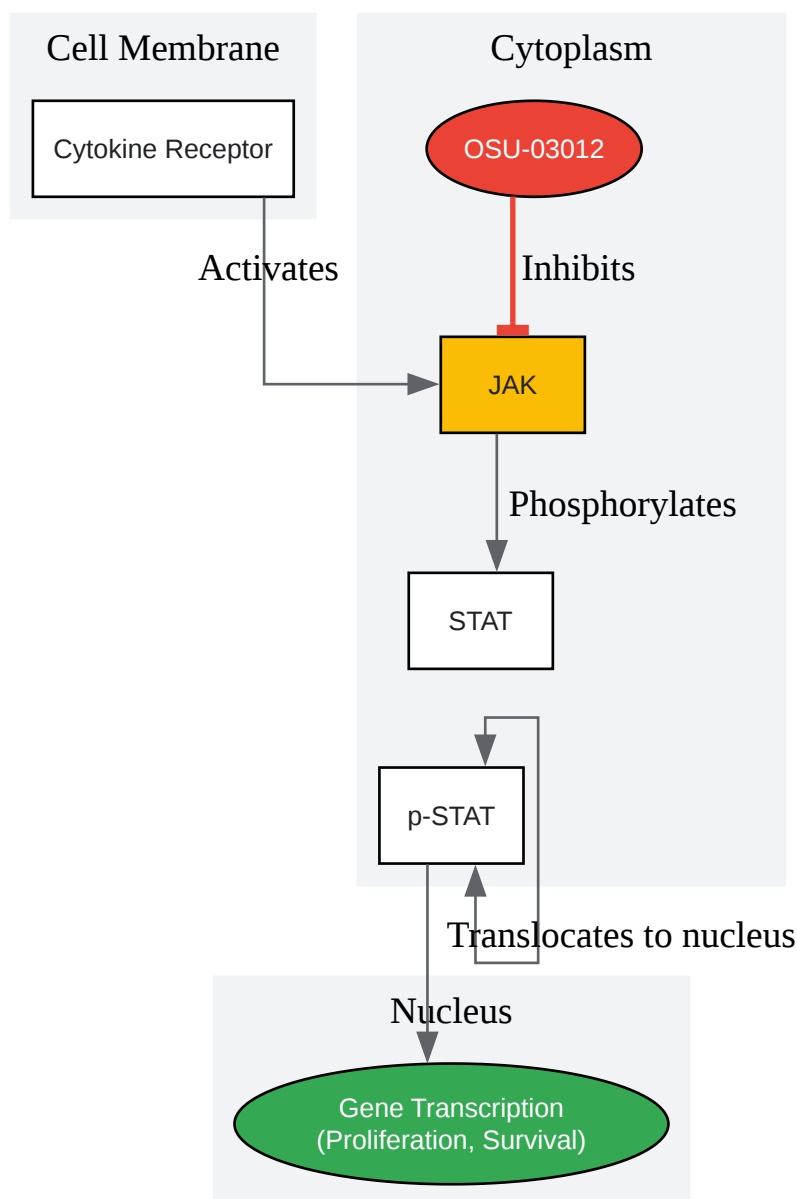 Cell Membrane
Cytoplasm
Cytokine Receptor
OSU-03012
Activates
Inhibits
JAK
Phosphorylates
STAT
p-STAT
Translocates to nucleus
Nucleus
Gene Transcription
(Proliferation, Survival)